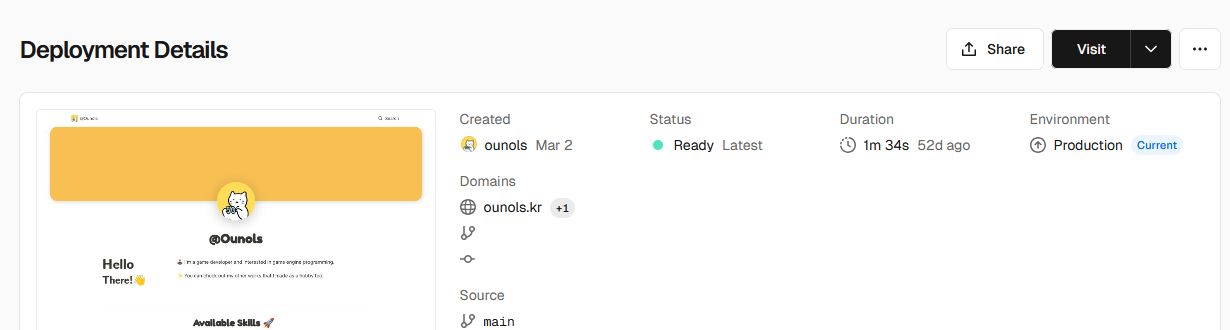 Deployment Details
Share
Visit
@Ounols
Search
@Ounols
Hello
There!👋
I'm a game developer and interested in game engine programming.
You can check out my other works that I made as a hobby too.
Available Skills 🚀
Created
ounols Mar 2
Status
Ready Latest
Duration
1m 34s 52d ago
Environment
Production Current
Domains
ounols.kr +1
Source
main